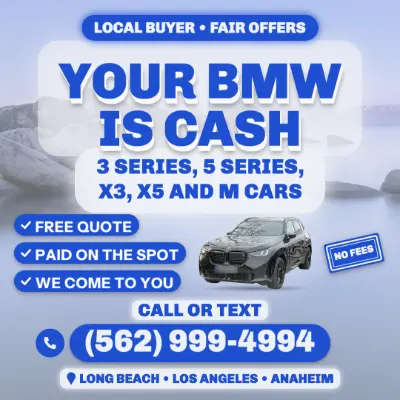 LOCAL BUYER • FAIR OFFERS
YOUR BMW
IS CASH
3 SERIES, 5 SERIES,
X3, X5 AND M CARS
FREE QUOTE
PAID ON THE SPOT
WE COME TO YOU
NO FEES
CALL OR TEXT
(562) 999-4994
LONG BEACH • LOS ANGELES • ANAHEIM